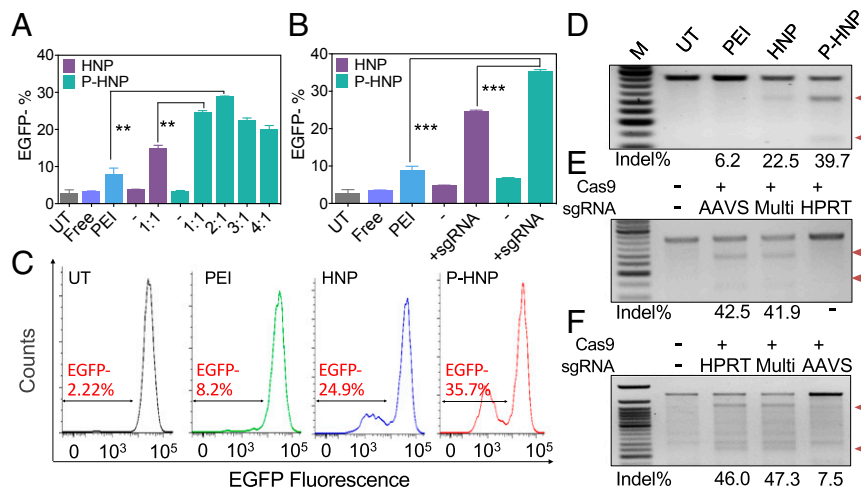 A
HNP
P-HNP
EGFP- %
40
30
20
10
0
**
**
UT
Free
PEI
-
1:1
-
1:1
2:1
3:1
4:1
B
HNP
P-HNP
EGFP- %
40
30
20
10
0
***
***
UT
Free
PEI
-
+sgRNA
-
+sgRNA
C
Counts
UT
EGFP-
2.22%
0 10³ 10⁵
PEI
EGFP-
8.2%
0 10³ 10⁵
HNP
EGFP-
24.9%
0 10³ 10⁵
P-HNP
EGFP-
35.7%
0 10³ 10⁵
EGFP Fluorescence
D
M UT PEI HNP P-HNP
Indel% 6.2 22.5 39.7
E
Cas9 - + + +
sgRNA - AAVS Multi HPRT
Indel% 42.5 41.9 -
F
Cas9 - + + +
sgRNA - HPRT Multi AAVS
Indel% 46.0 47.3 7.5